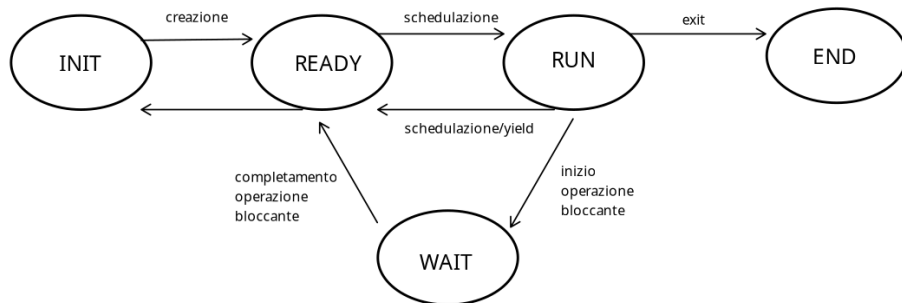 creazione
schedulazione
exit
INIT
READY
RUN
END
schedulazione/yield
completamento
operazione
bloccante
inizio
operazione
bloccante
WAIT